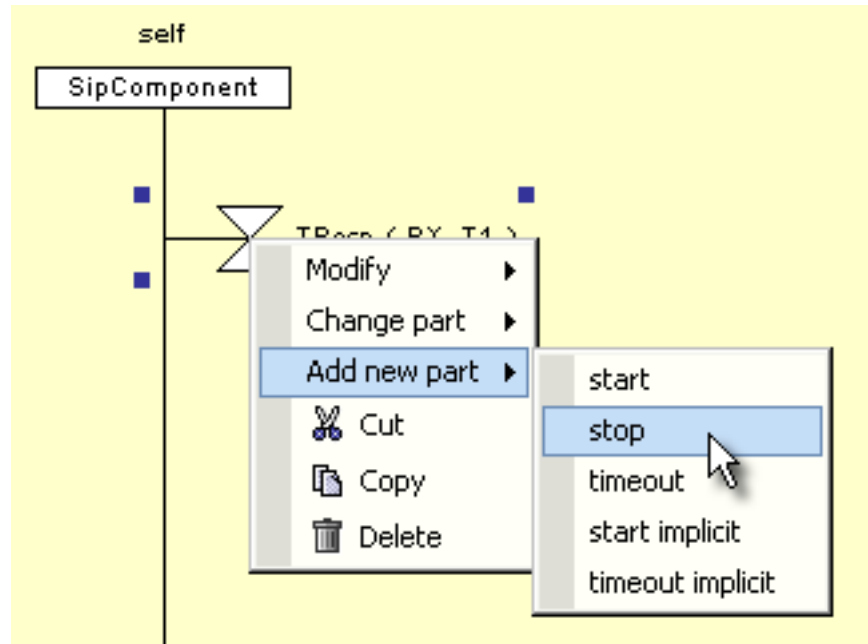 self
SipComponent
Modify
Change part
Add new part
Cut
Copy
Delete
start
stop
timeout
start implicit
timeout implicit